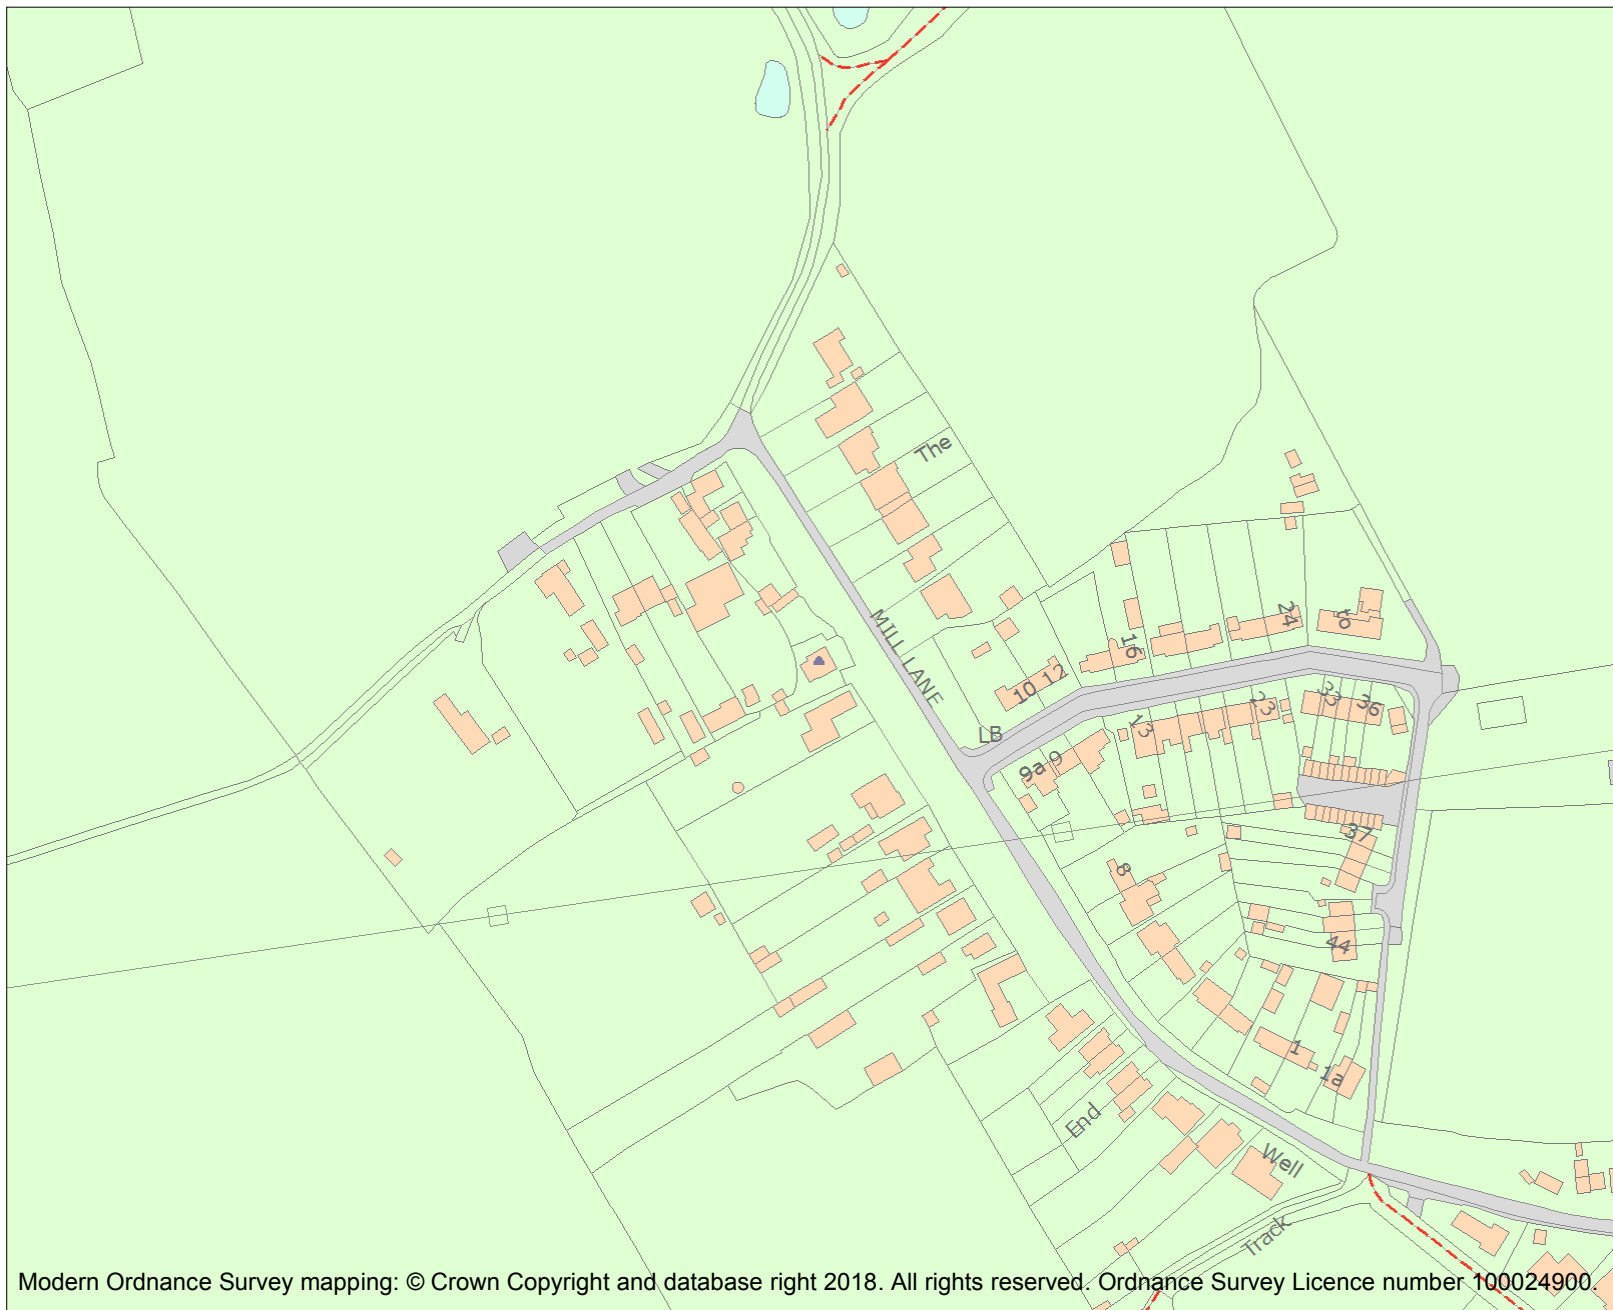 The
MILL LANE
24
to
16
10 12
LB
13
23
33
36
9a 9
37
8
44
1
1a
End
Well
Track
Modern Ordnance Survey mapping: © Crown Copyright and database right 2018. All rights reserved. Ordnance Survey Licence number 100024900.